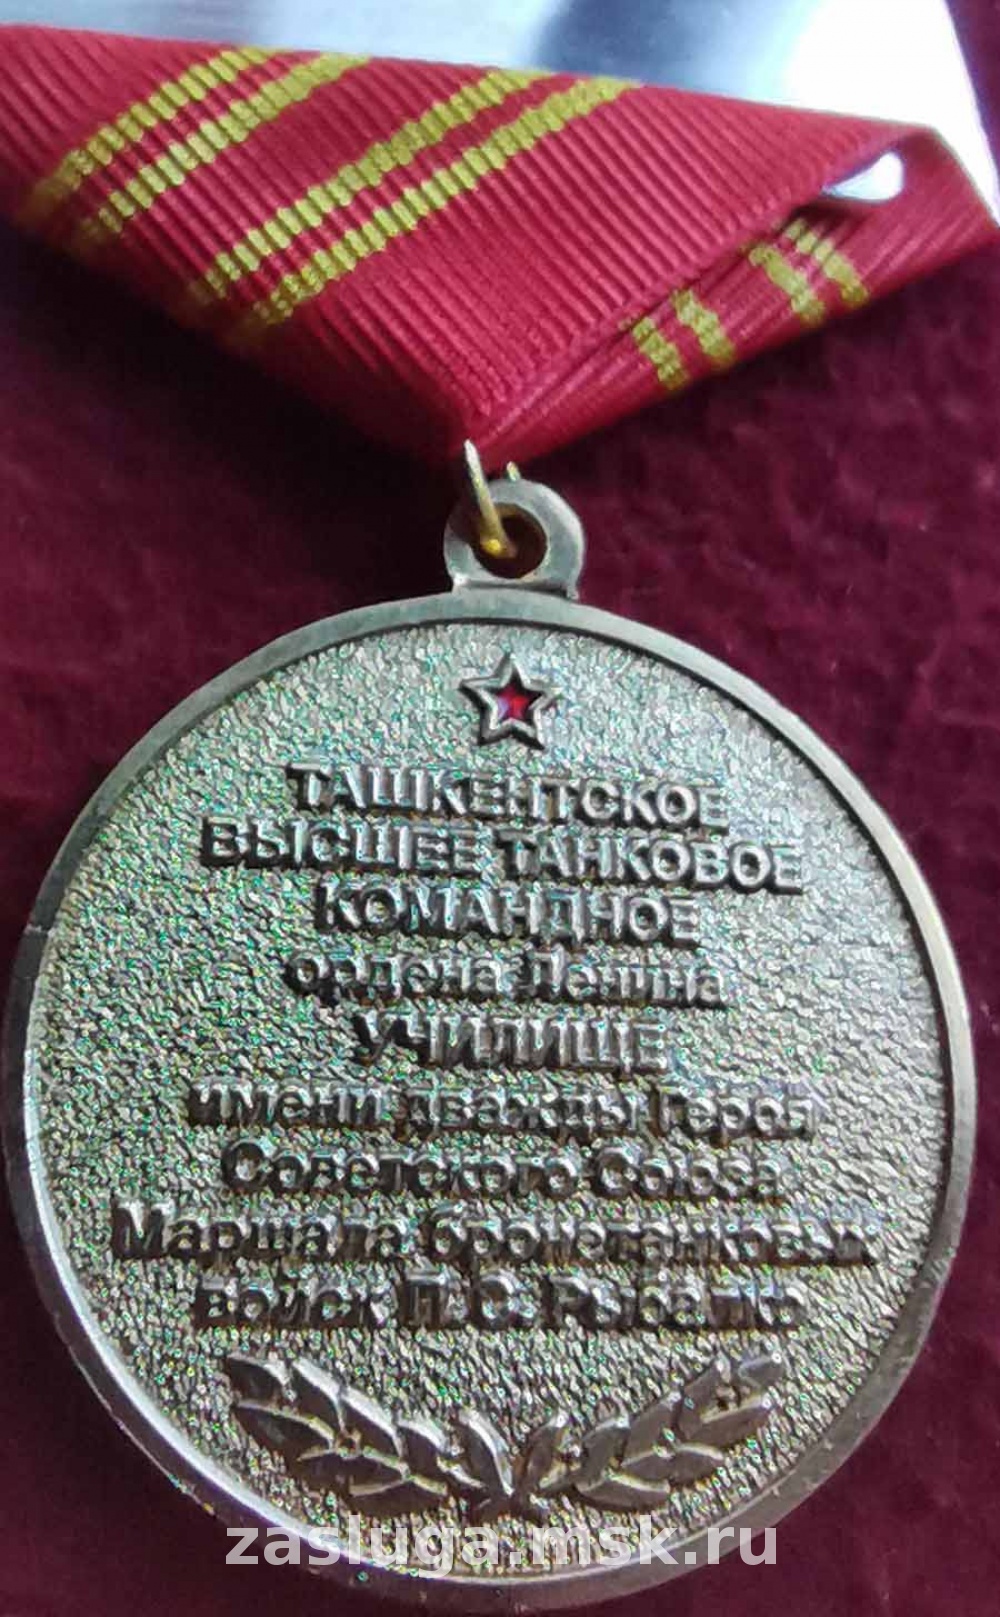 ТАШКЕНТСКОЕ
ВЫСШЕЕ ТАНКОВОЕ
КОМАНДНОЕ
ордена Ленина
УЧИЛИЩЕ
имени дважды Героя
Советского Союза
Маршала бронетанковых
войск П.С. Рыбалко
zasluga.msk.ru